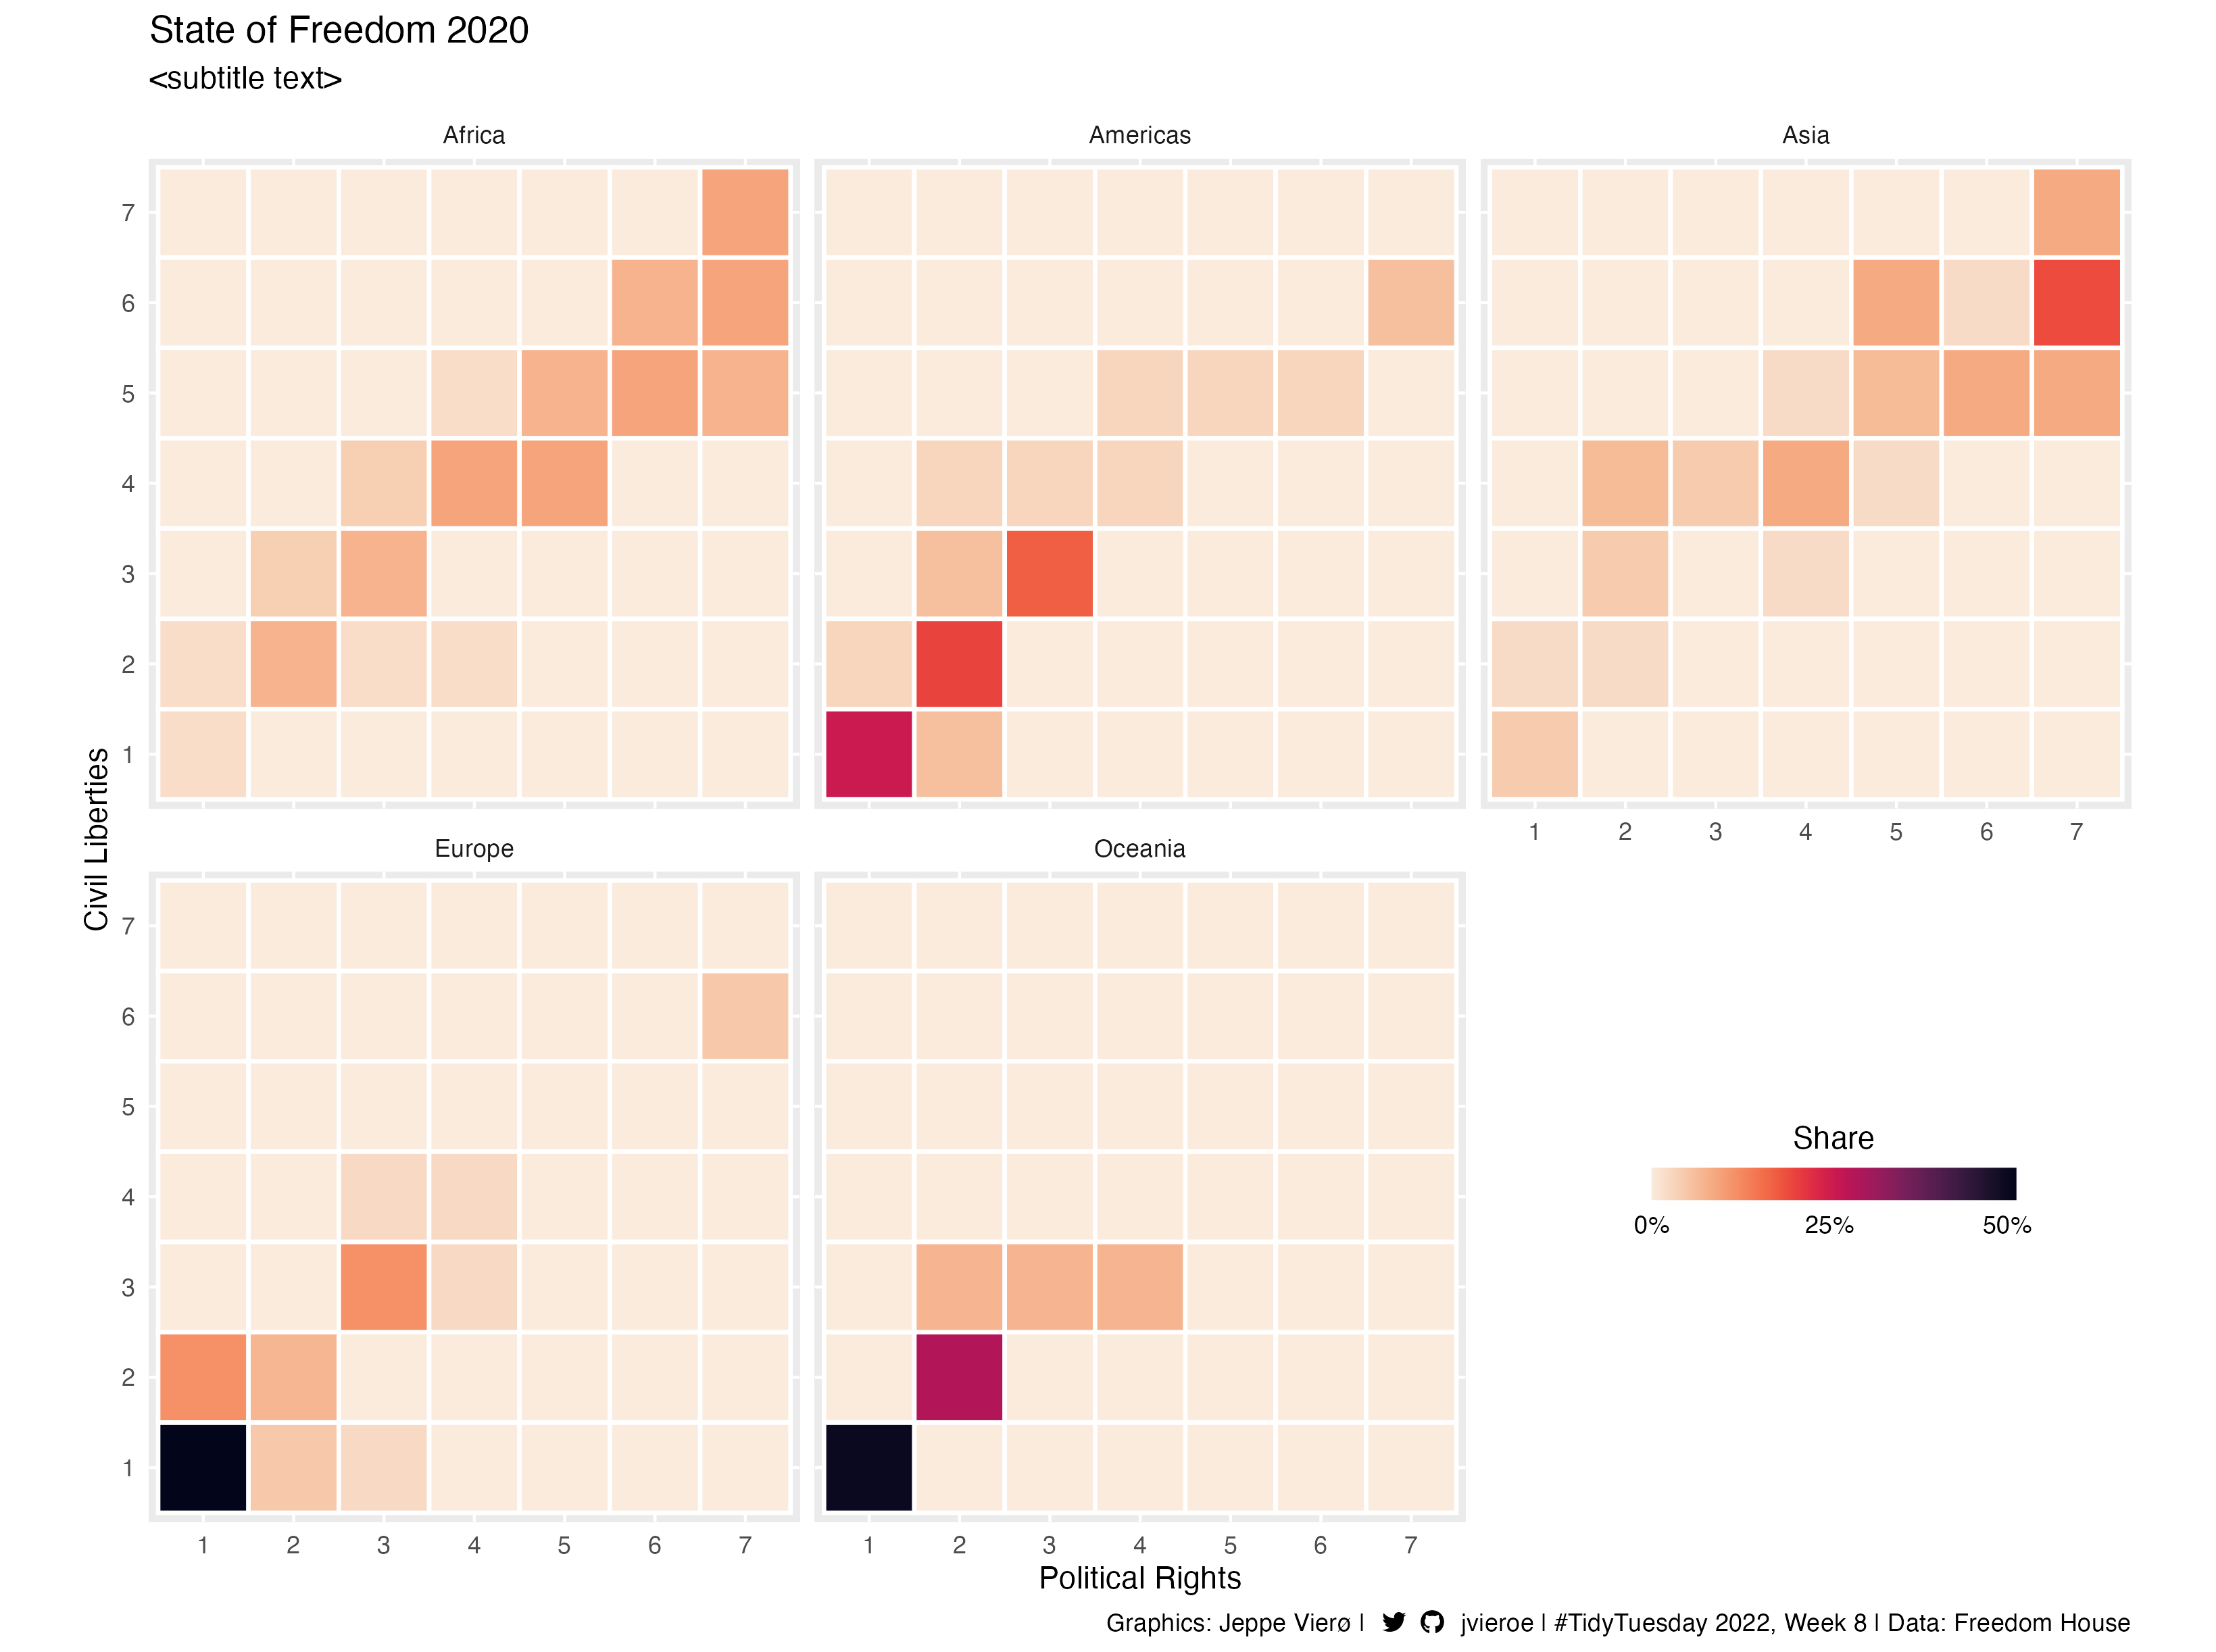 State of Freedom 2020
<subtitle text>
Africa
Americas
Asia
7
6
5
4
3
2
1
Civil Liberties
1 2 3 4 5 6 7
Europe
Oceania
7
6
5
4
3
2
1
Share
0% 25% 50%
1 2 3 4 5 6 7
1 2 3 4 5 6 7
Political Rights
Graphics: Jeppe Vierø | jvieroe | #TidyTuesday 2022, Week 8 | Data: Freedom House